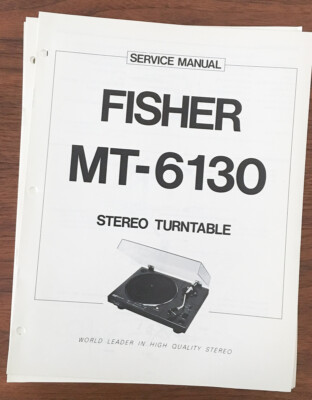 SERVICE MANUAL
FISHER
MT-6130
STEREO TURNTABLE
WORLD LEADER IN HIGH QUALITY STEREO